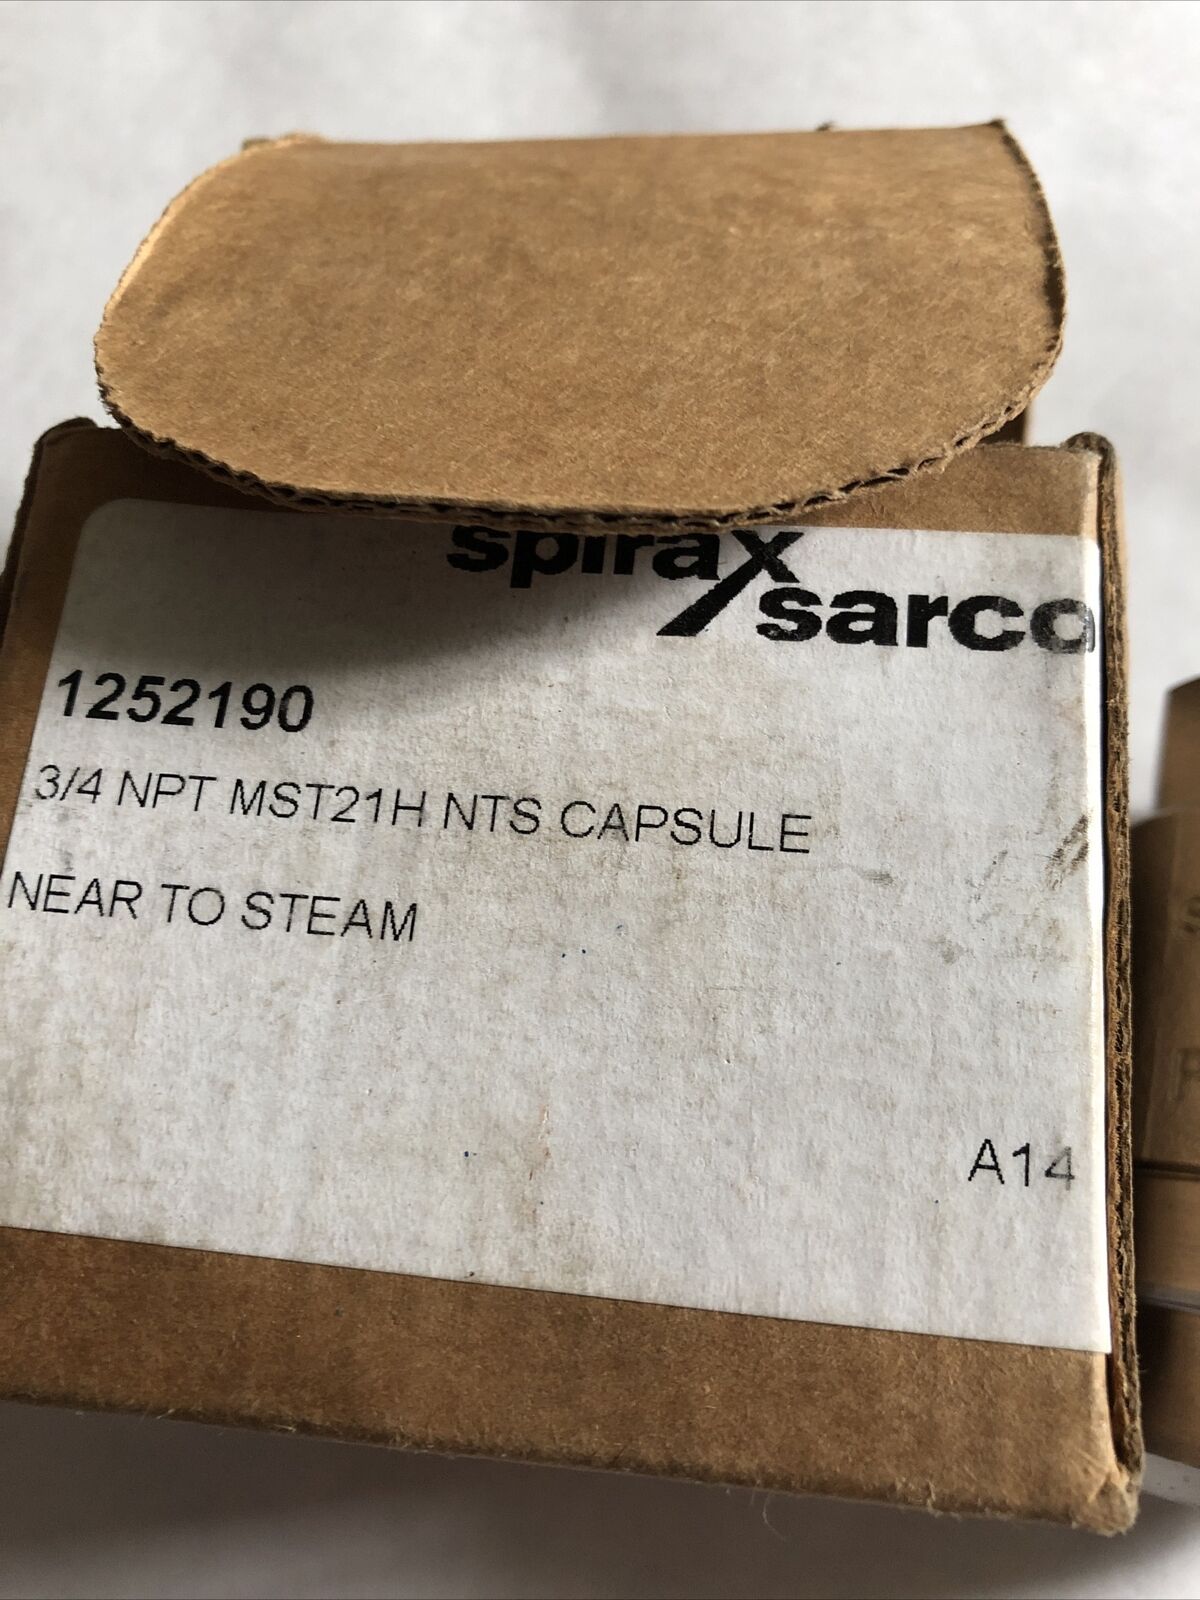 spirax
sarco
1252190
3/4 NPT MST21H NTS CAPSULE
NEAR TO STEAM
A14